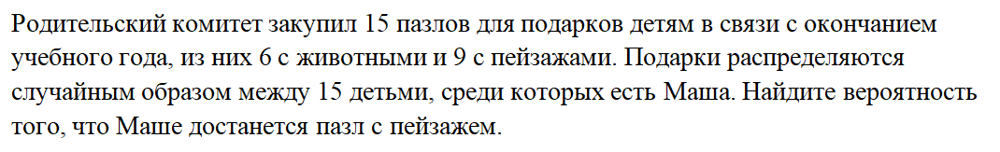 Родительский комитет закупил 15 пазлов для подарков детям в связи с окончанием
учебного года, из них 6 с животными и 9 с пейзажами. Подарки распределяются
случайным образом между 15 детьми, среди которых есть Маша. Найдите вероятность
того, что Маше достанется пазл с пейзажем.